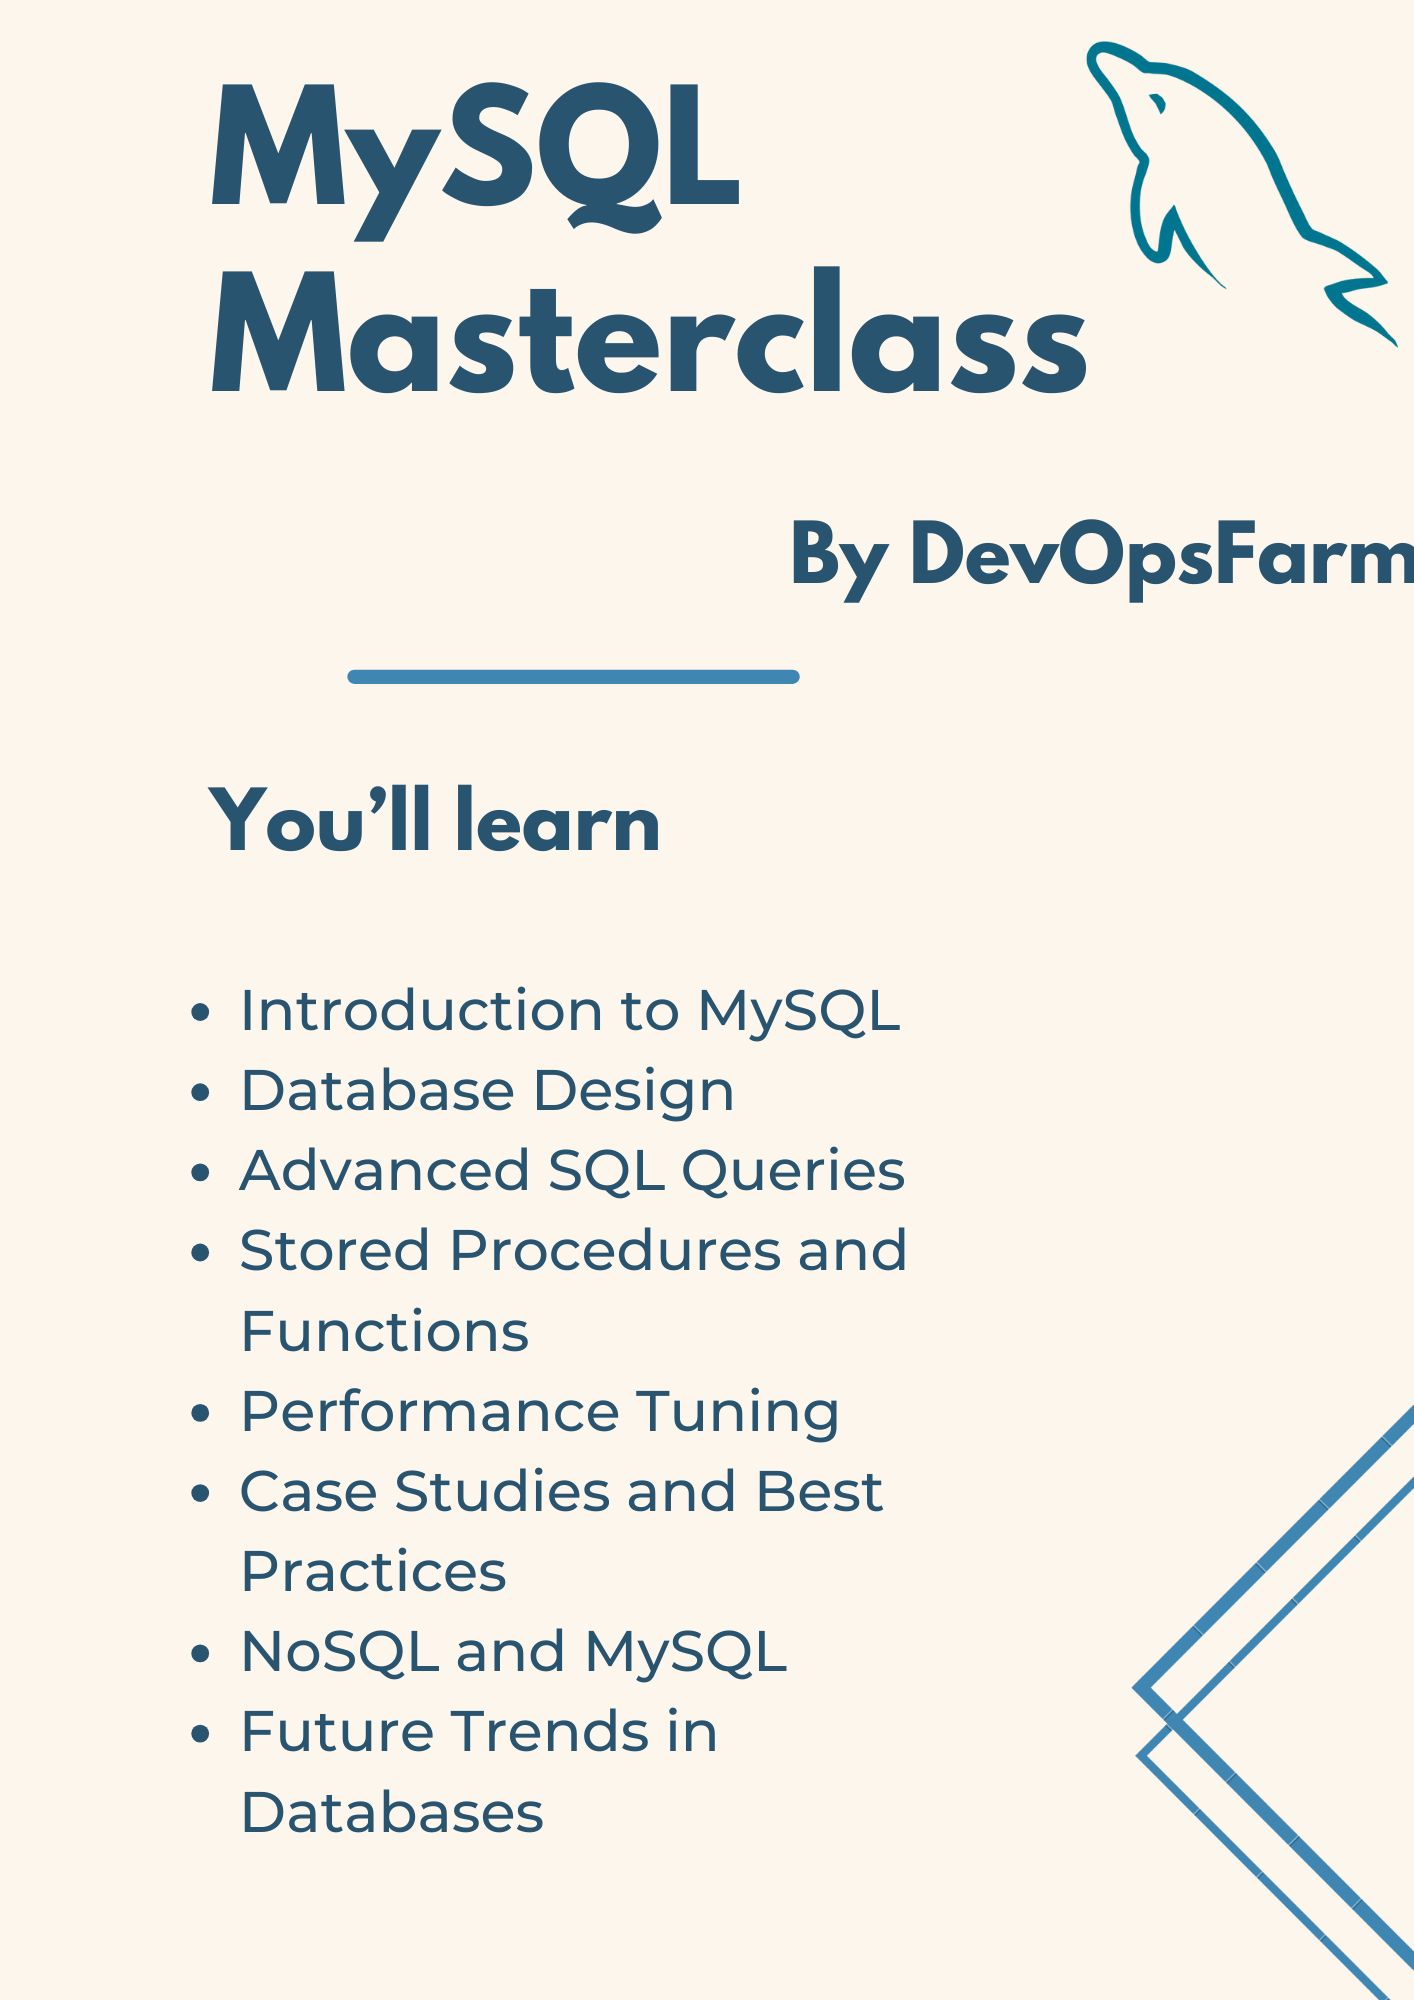 MySQL
Masterclass
By DevOpsFarm
You’ll learn
• Introduction to MySQL
• Database Design
• Advanced SQL Queries
• Stored Procedures and
Functions
• Performance Tuning
• Case Studies and Best
Practices
• NoSQL and MySQL
• Future Trends in
Databases